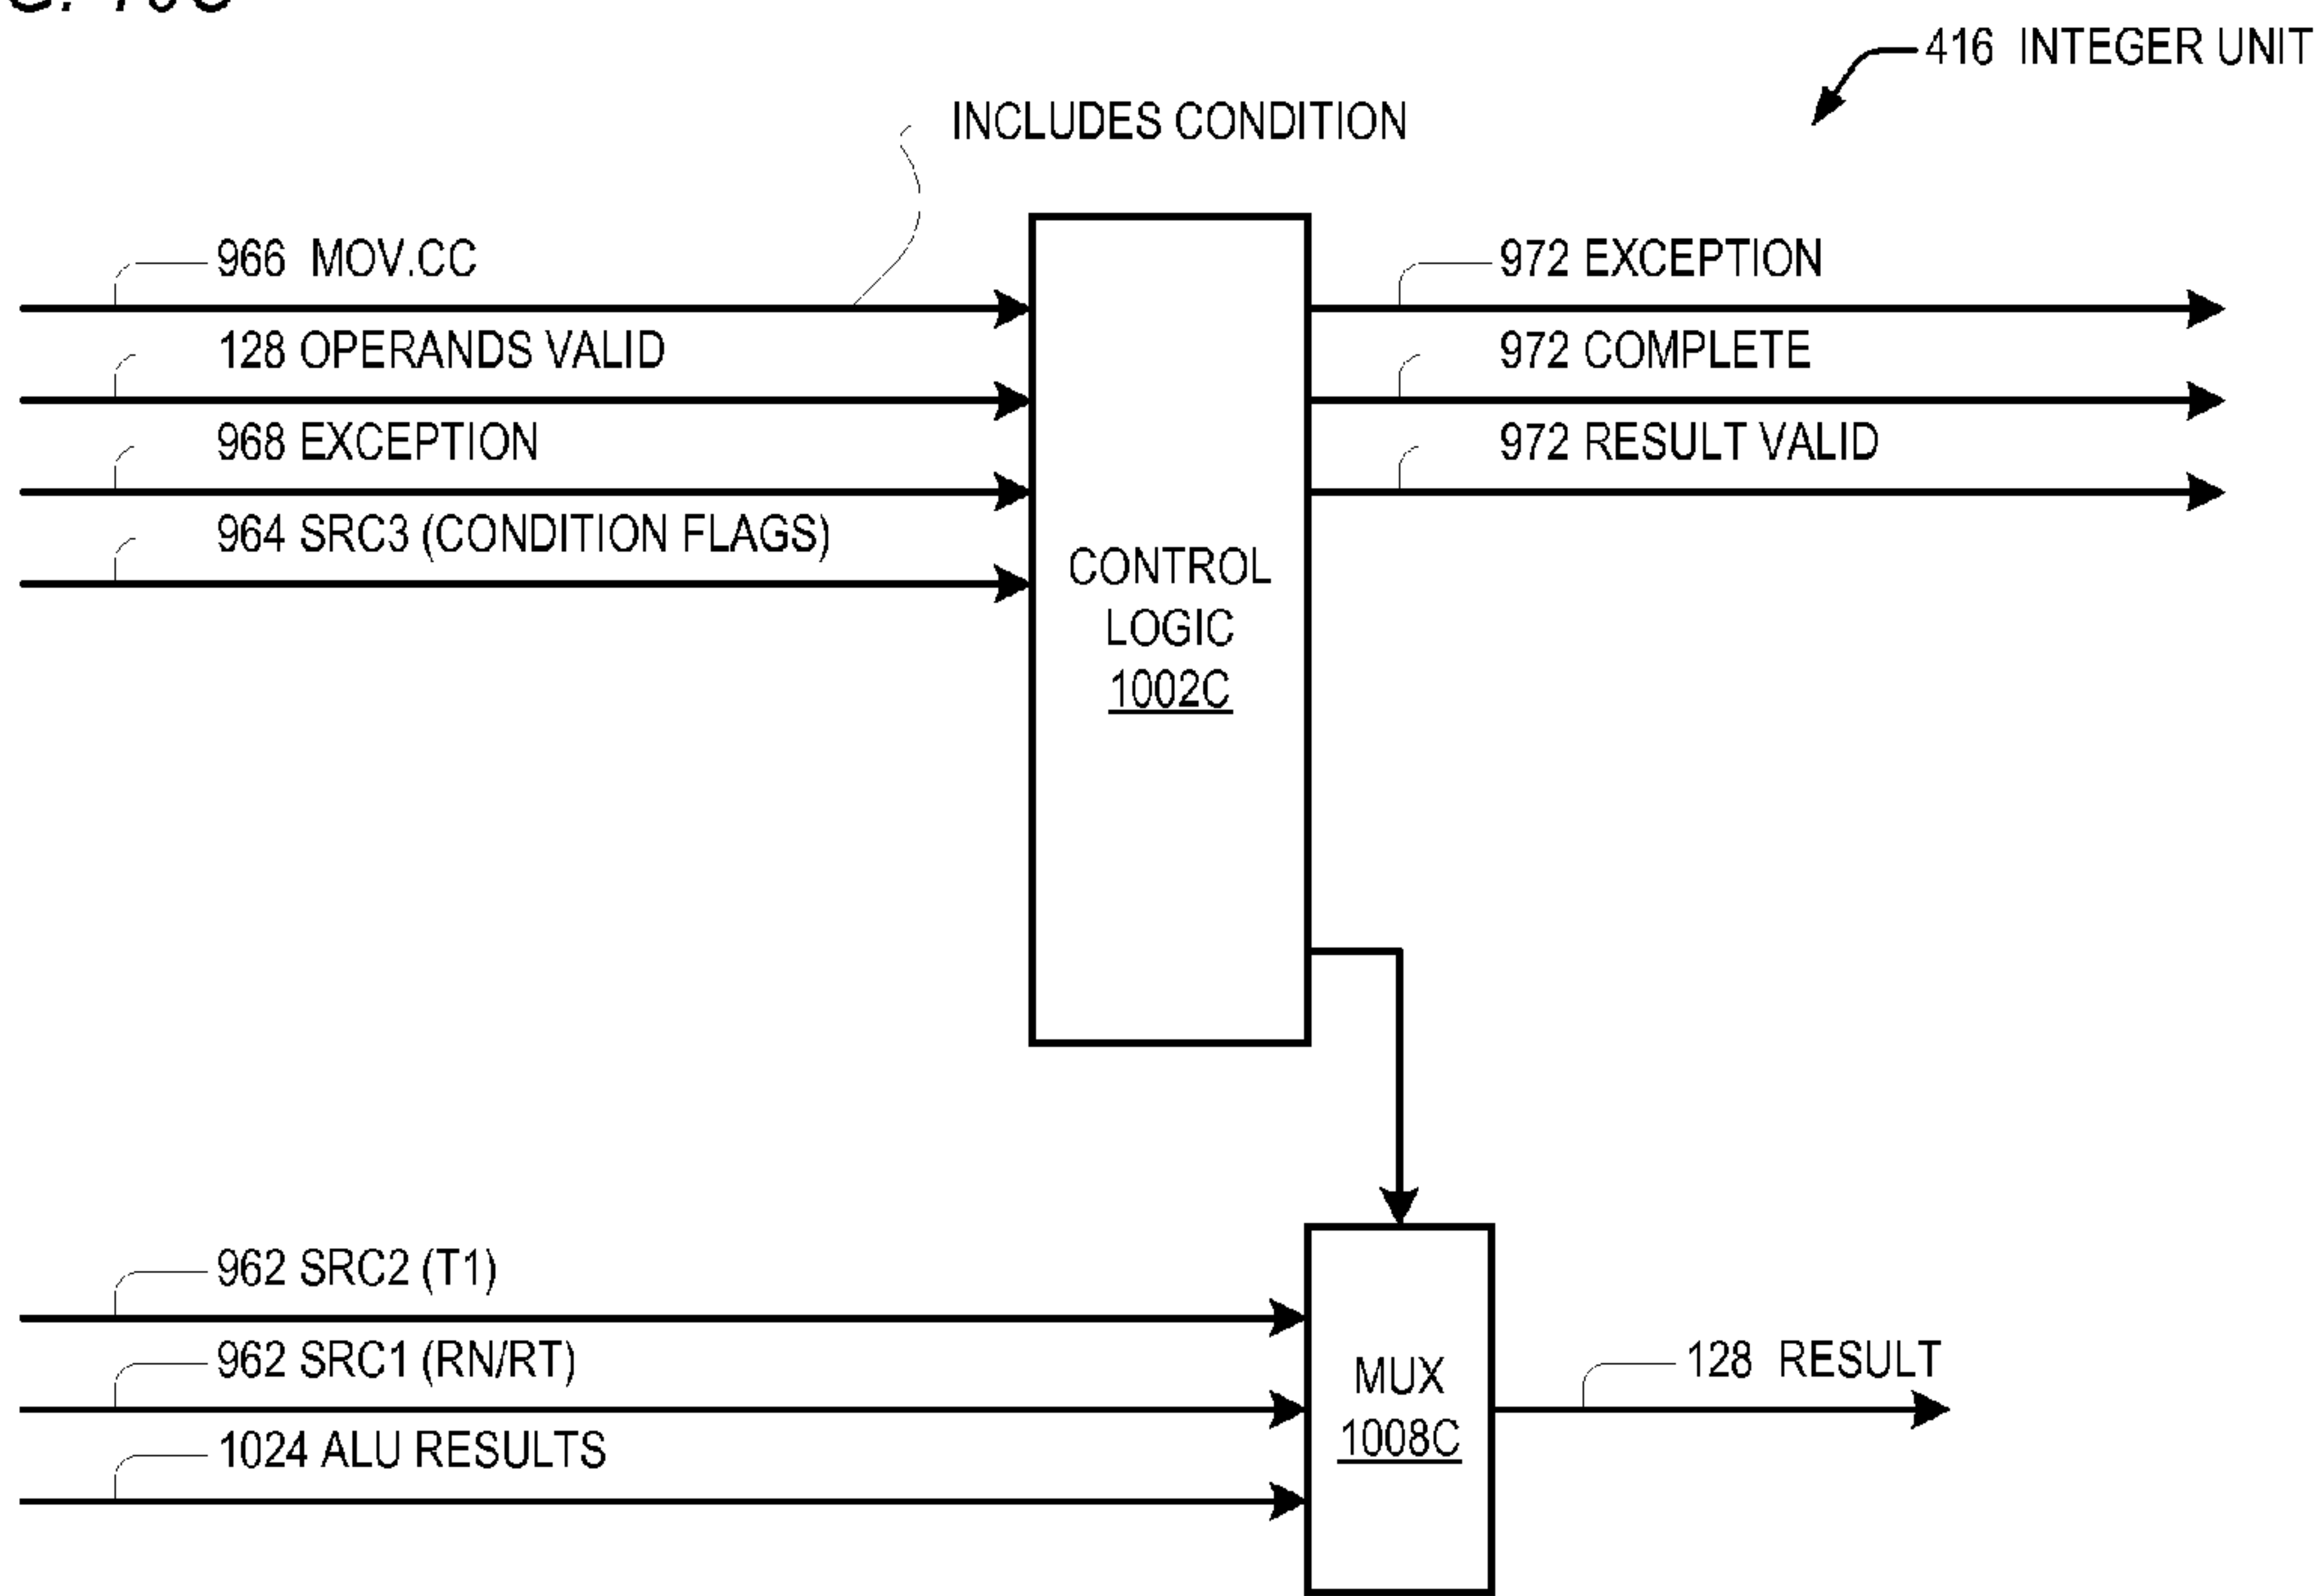 416 INTEGER UNIT
INCLUDES CONDITION
966 MOV.CC
972 EXCEPTION
128 OPERANDS VALID
972 COMPLETE
968 EXCEPTION
972 RESULT VALID
964 SRC3 (CONDITION FLAGS)
CONTROL
LOGIC
1002C
962 SRC2 (T1)
962 SRC1 (RN/RT)
128 RESULT
MUX
1008C
1024 ALU RESULTS